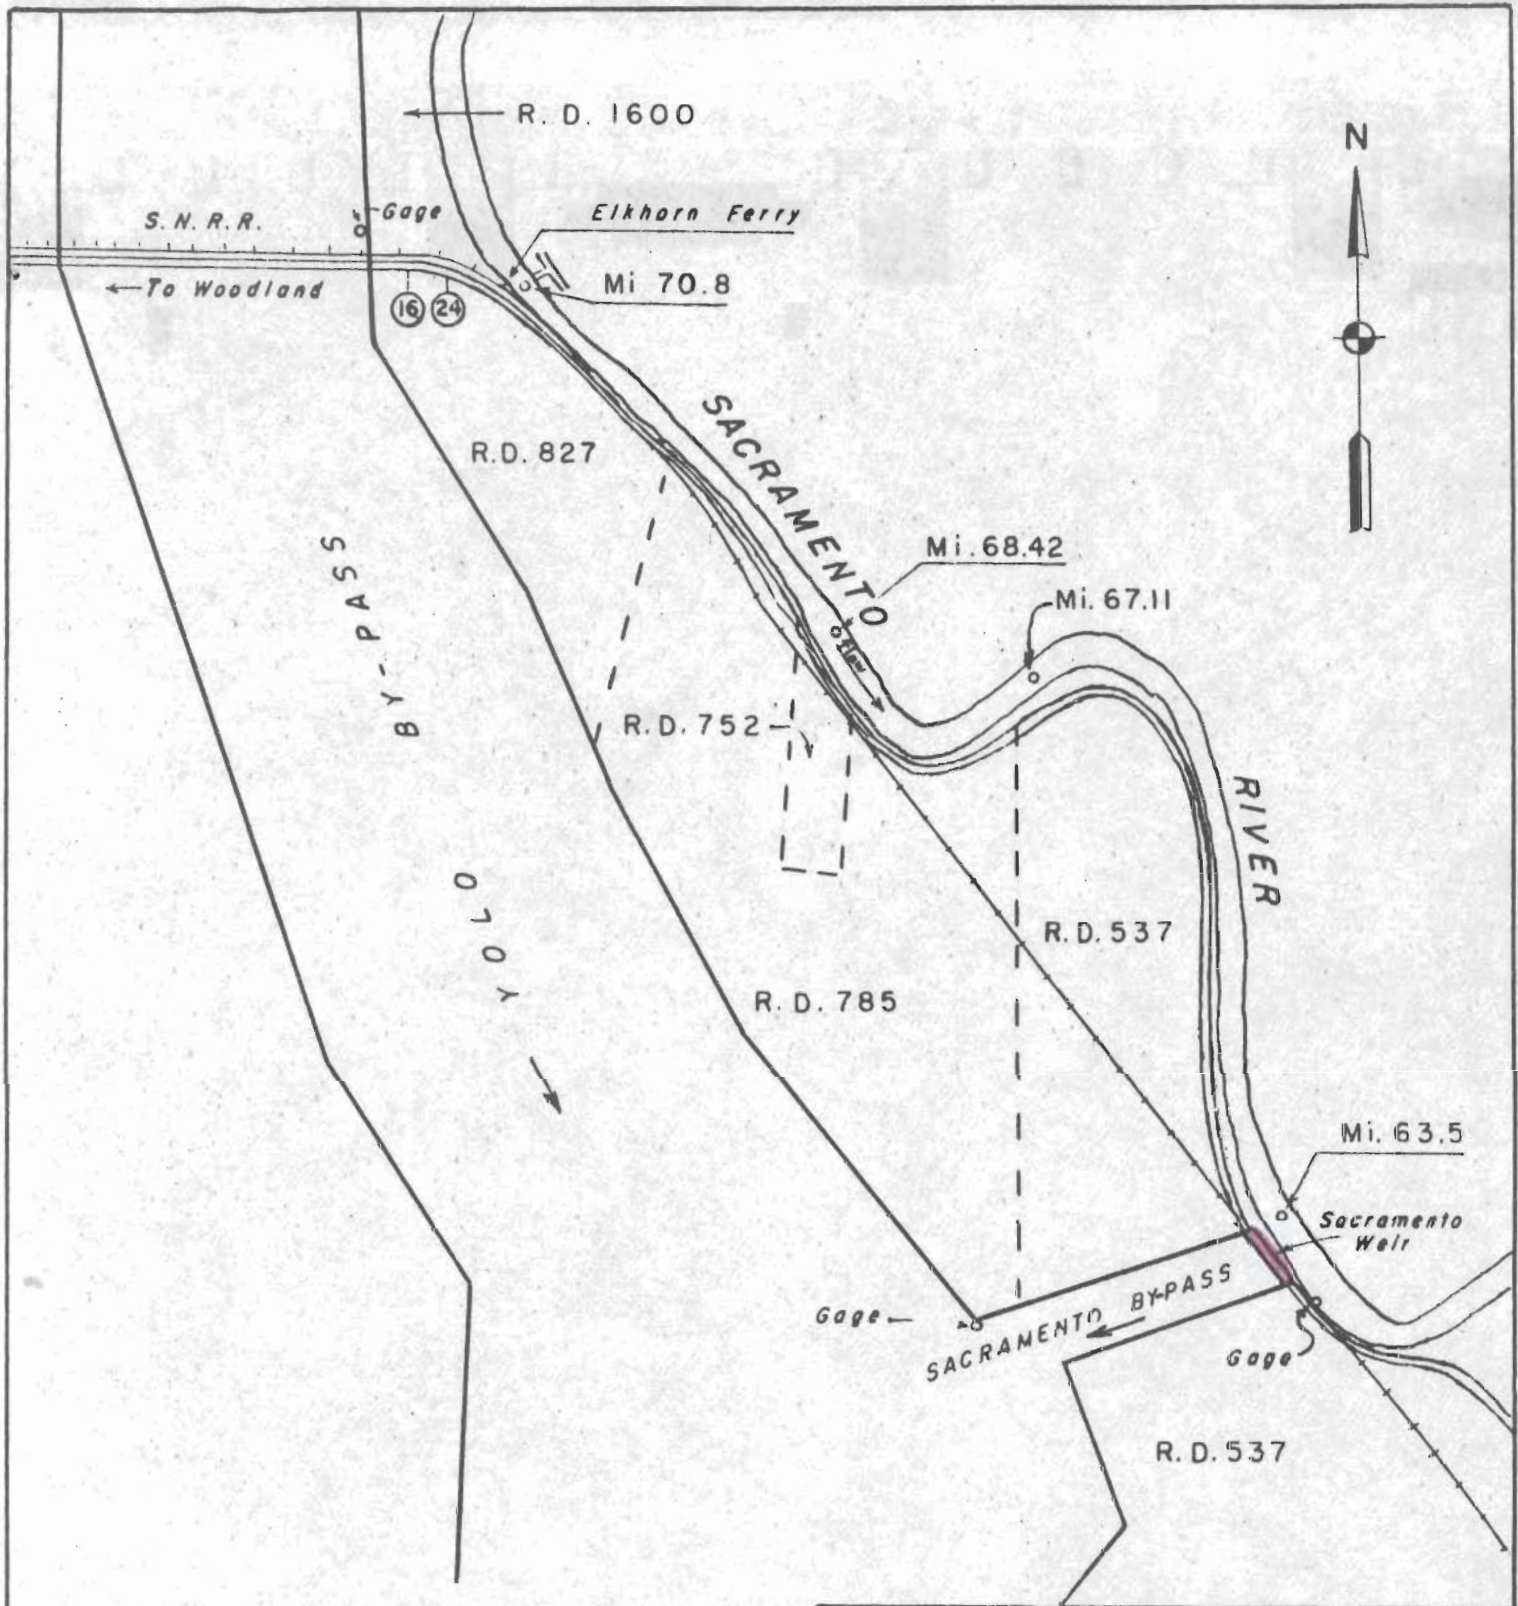 R. D. 1600
N
S. N. R. R.
Gage
Elkhorn Ferry
To Woodland
Mi 70.8
16
24
R.D. 827
SACRAMENTO
Mi. 68.42
Mi. 67.11
flow
YOLO BY-PASS
R.D. 752
RIVER
R.D. 537
R.D. 785
Mi. 63.5
Sacramento
Weir
Gage
SACRAMENTO BY-PASS
Gage
R.D. 537